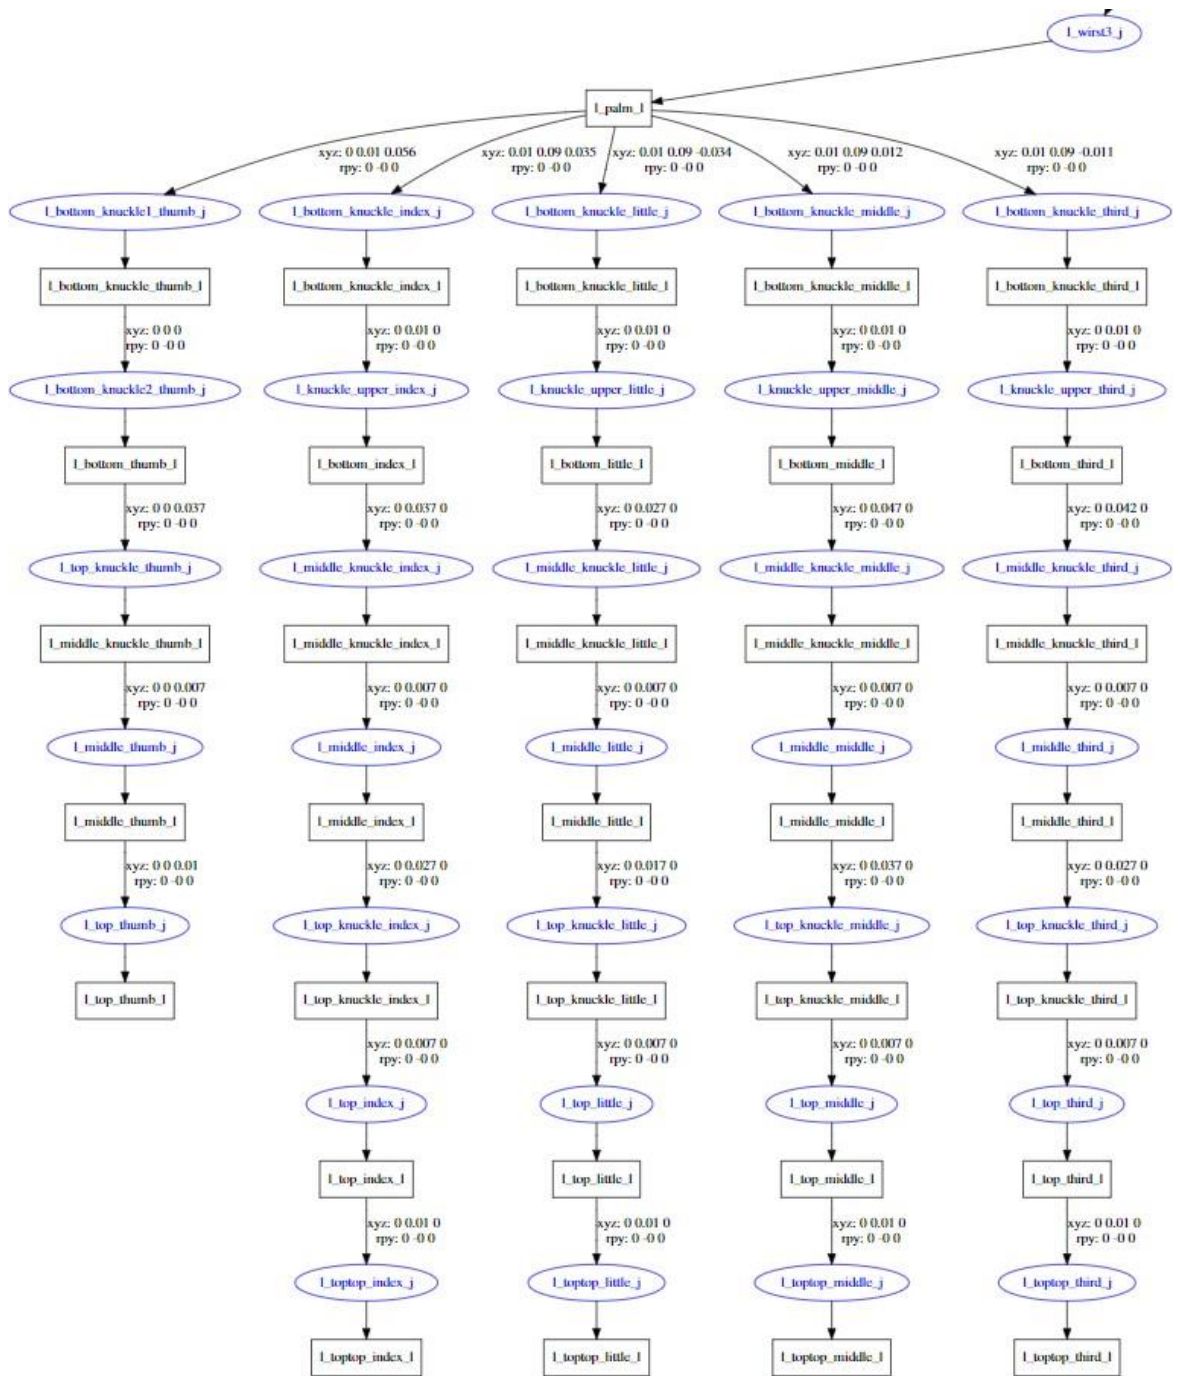 l_wirst3_j
l_palm_l
xyz: 0 0.01 0.056
rpy: 0 -0 0
xyz: 0.01 0.09 0.035
rpy: 0 -0 0
xyz: 0.01 0.09 -0.034
rpy: 0 -0 0
xyz: 0.01 0.09 0.012
rpy: 0 -0 0
xyz: 0.01 0.09 -0.011
rpy: 0 -0 0
l_bottom_knuckle1_thumb_j
l_bottom_knuckle_index_j
l_bottom_knuckle_little_j
l_bottom_knuckle_middle_j
l_bottom_knuckle_third_j
l_bottom_knuckle_thumb_l
l_bottom_knuckle_index_l
l_bottom_knuckle_little_l
l_bottom_knuckle_middle_l
l_bottom_knuckle_third_l
xyz: 0 0 0
rpy: 0 -0 0
xyz: 0 0.01 0
rpy: 0 -0 0
xyz: 0 0.01 0
rpy: 0 -0 0
xyz: 0 0.01 0
rpy: 0 -0 0
xyz: 0 0.01 0
rpy: 0 -0 0
l_bottom_knuckle2_thumb_j
l_knuckle_upper_index_j
l_knuckle_upper_little_j
l_knuckle_upper_middle_j
l_knuckle_upper_third_j
l_bottom_thumb_l
l_bottom_index_l
l_bottom_little_l
l_bottom_middle_l
l_bottom_third_l
xyz: 0 0 0.037
rpy: 0 -0 0
xyz: 0 0.037 0
rpy: 0 -0 0
xyz: 0 0.027 0
rpy: 0 -0 0
xyz: 0 0.047 0
rpy: 0 -0 0
xyz: 0 0.042 0
rpy: 0 -0 0
l_top_knuckle_thumb_j
l_middle_knuckle_index_j
l_middle_knuckle_little_j
l_middle_knuckle_middle_j
l_middle_knuckle_third_j
l_middle_knuckle_thumb_l
l_middle_knuckle_index_l
l_middle_knuckle_little_l
l_middle_knuckle_middle_l
l_middle_knuckle_third_l
xyz: 0 0 0.007
rpy: 0 -0 0
xyz: 0 0.007 0
rpy: 0 -0 0
xyz: 0 0.007 0
rpy: 0 -0 0
xyz: 0 0.007 0
rpy: 0 -0 0
xyz: 0 0.007 0
rpy: 0 -0 0
l_middle_thumb_j
l_middle_index_j
l_middle_little_j
l_middle_middle_j
l_middle_third_j
l_middle_thumb_l
l_middle_index_l
l_middle_little_l
l_middle_middle_l
l_middle_third_l
xyz: 0 0 0.01
rpy: 0 -0 0
xyz: 0 0.027 0
rpy: 0 -0 0
xyz: 0 0.017 0
rpy: 0 -0 0
xyz: 0 0.037 0
rpy: 0 -0 0
xyz: 0 0.027 0
rpy: 0 -0 0
l_top_thumb_j
l_top_knuckle_index_j
l_top_knuckle_little_j
l_top_knuckle_middle_j
l_top_knuckle_third_j
l_top_thumb_l
l_top_knuckle_index_l
l_top_knuckle_little_l
l_top_knuckle_middle_l
l_top_knuckle_third_l
xyz: 0 0.007 0
rpy: 0 -0 0
xyz: 0 0.007 0
rpy: 0 -0 0
xyz: 0 0.007 0
rpy: 0 -0 0
xyz: 0 0.007 0
rpy: 0 -0 0
l_top_index_j
l_top_little_j
l_top_middle_j
l_top_third_j
l_top_index_l
l_top_little_l
l_top_middle_l
l_top_third_l
xyz: 0 0.01 0
rpy: 0 -0 0
xyz: 0 0.01 0
rpy: 0 -0 0
xyz: 0 0.01 0
rpy: 0 -0 0
xyz: 0 0.01 0
rpy: 0 -0 0
l_toptop_index_j
l_toptop_little_j
l_toptop_middle_j
l_toptop_third_j
l_toptop_index_l
l_toptop_little_l
l_toptop_middle_l
l_toptop_third_l